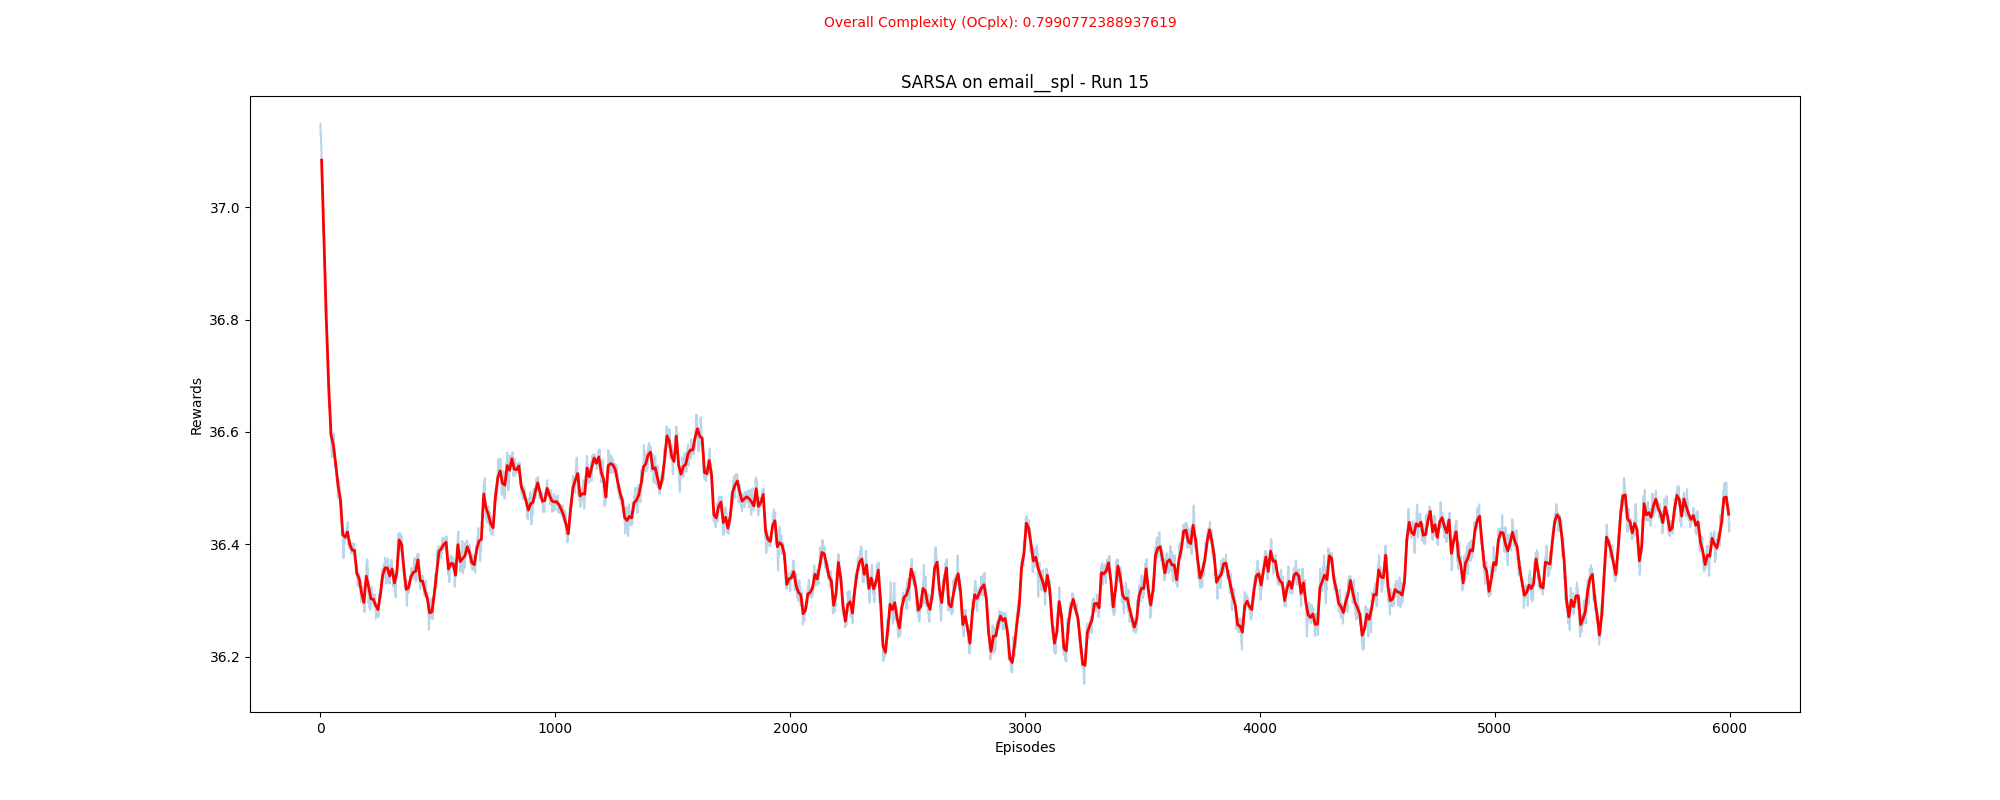 Overall Complexity (OCplx): 0.7990772388937619
SARSA on email__spl - Run 15
Rewards
37.0
36.8
36.6
36.4
36.2
0 1000 2000 3000 4000 5000 6000
Episodes